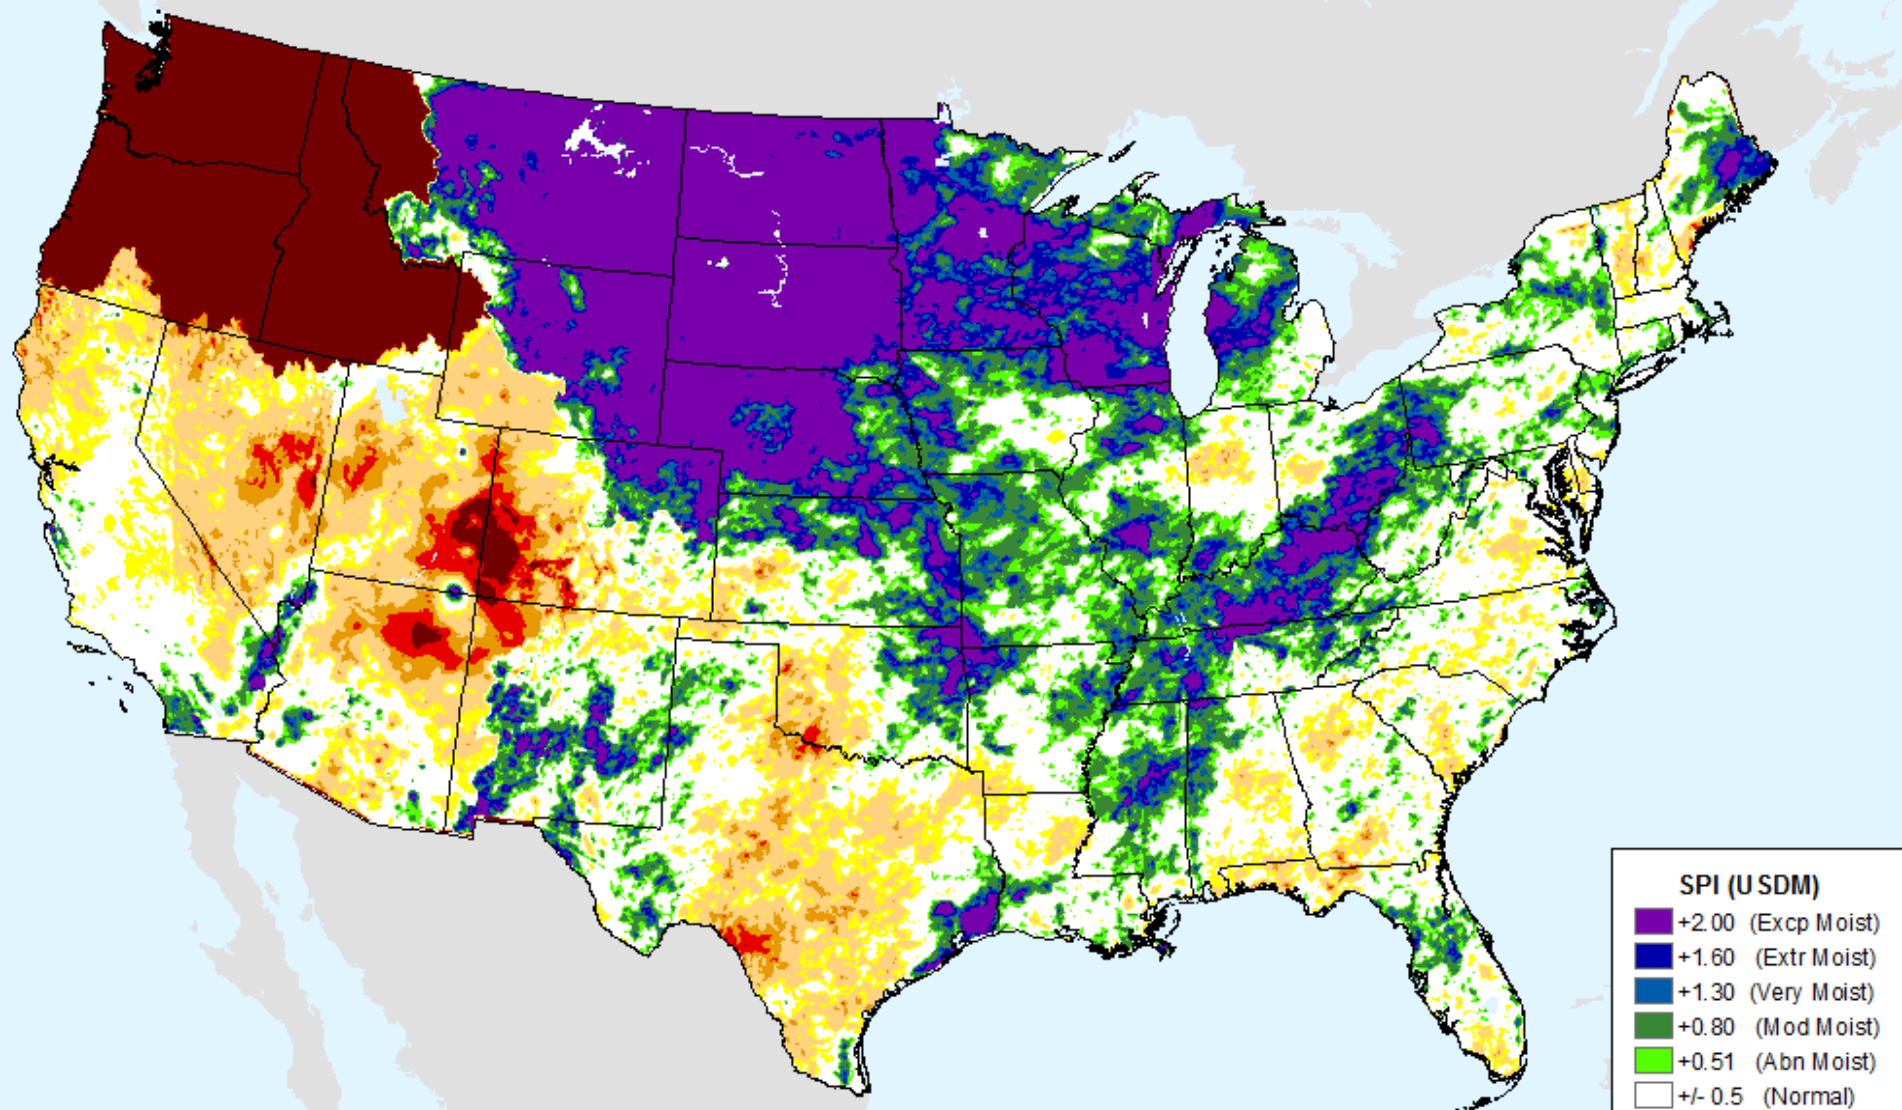 SPI (USDM)
+2.00 (Excp Moist)
+1.60 (Extr Moist)
+1.30 (Very Moist)
+0.80 (Mod Moist)
+0.51 (Abn Moist)
+/- 0.5 (Normal)